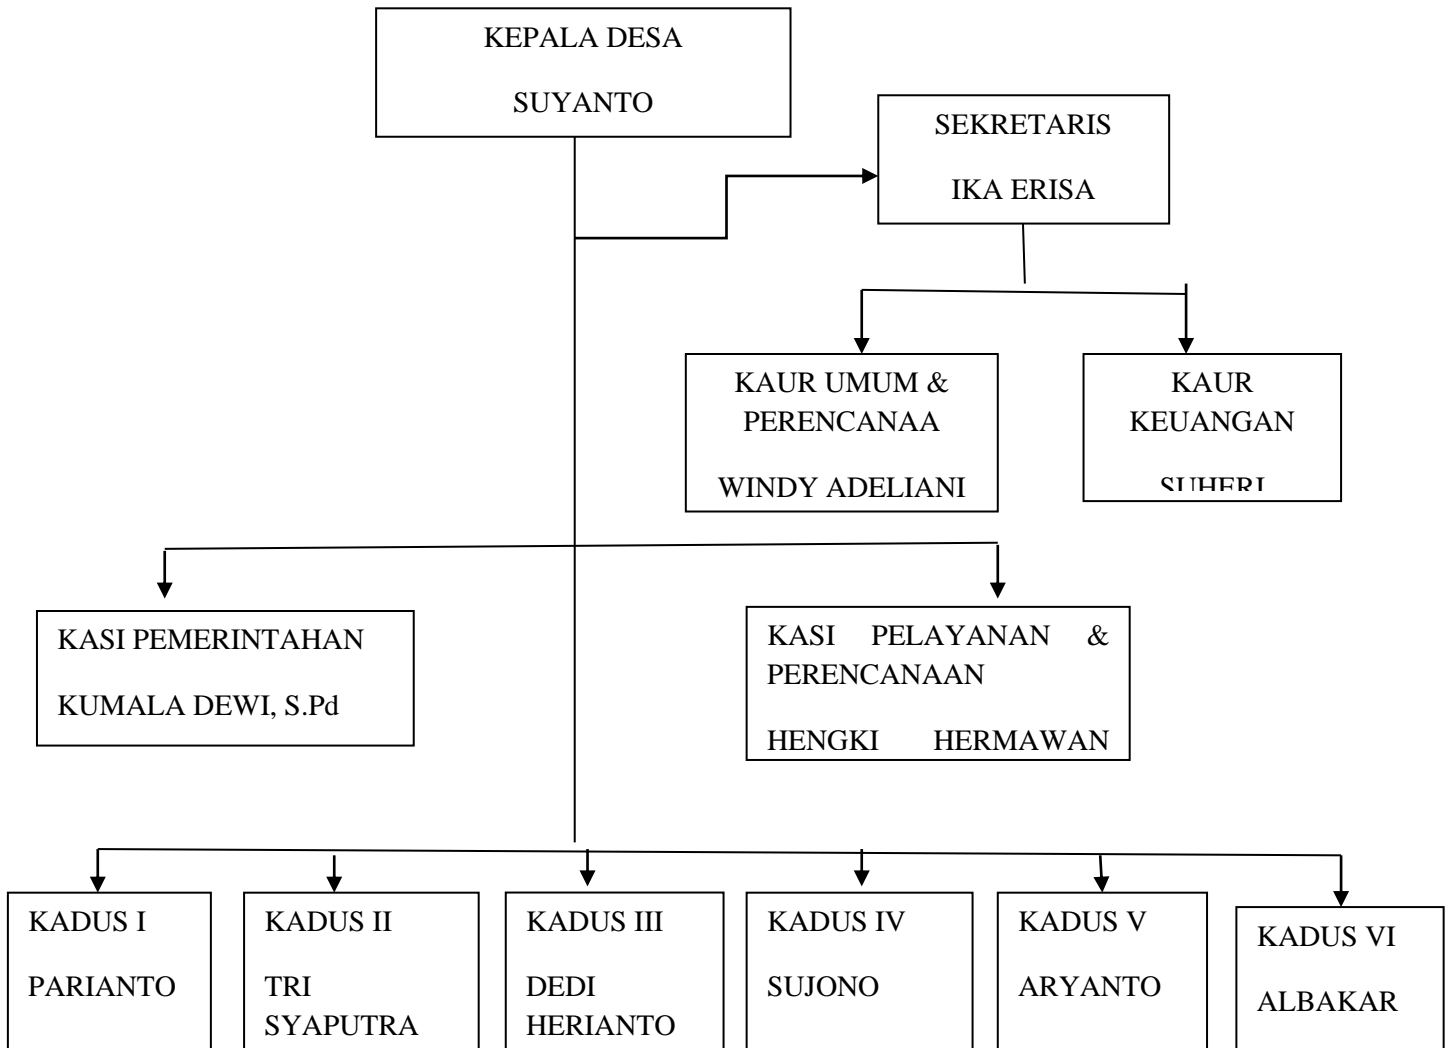 KEPALA DESA
SUYANTO
SEKRETARIS
IKA ERISA
KAUR UMUM &
PERENCANAA
WINDY ADELIANI
KAUR
KEUANGAN
SUHERI
KASI PEMERINTAHAN
KUMALA DEWI, S.Pd
KASI PELAYANAN &
PERENCANAAN
HENGKI HERMAWAN
KADUS I
PARIANTO
KADUS II
TRI
SYAPUTRA
KADUS III
DEDI
HERIANTO
KADUS IV
SUJONO
KADUS V
ARYANTO
KADUS VI
ALBAKAR